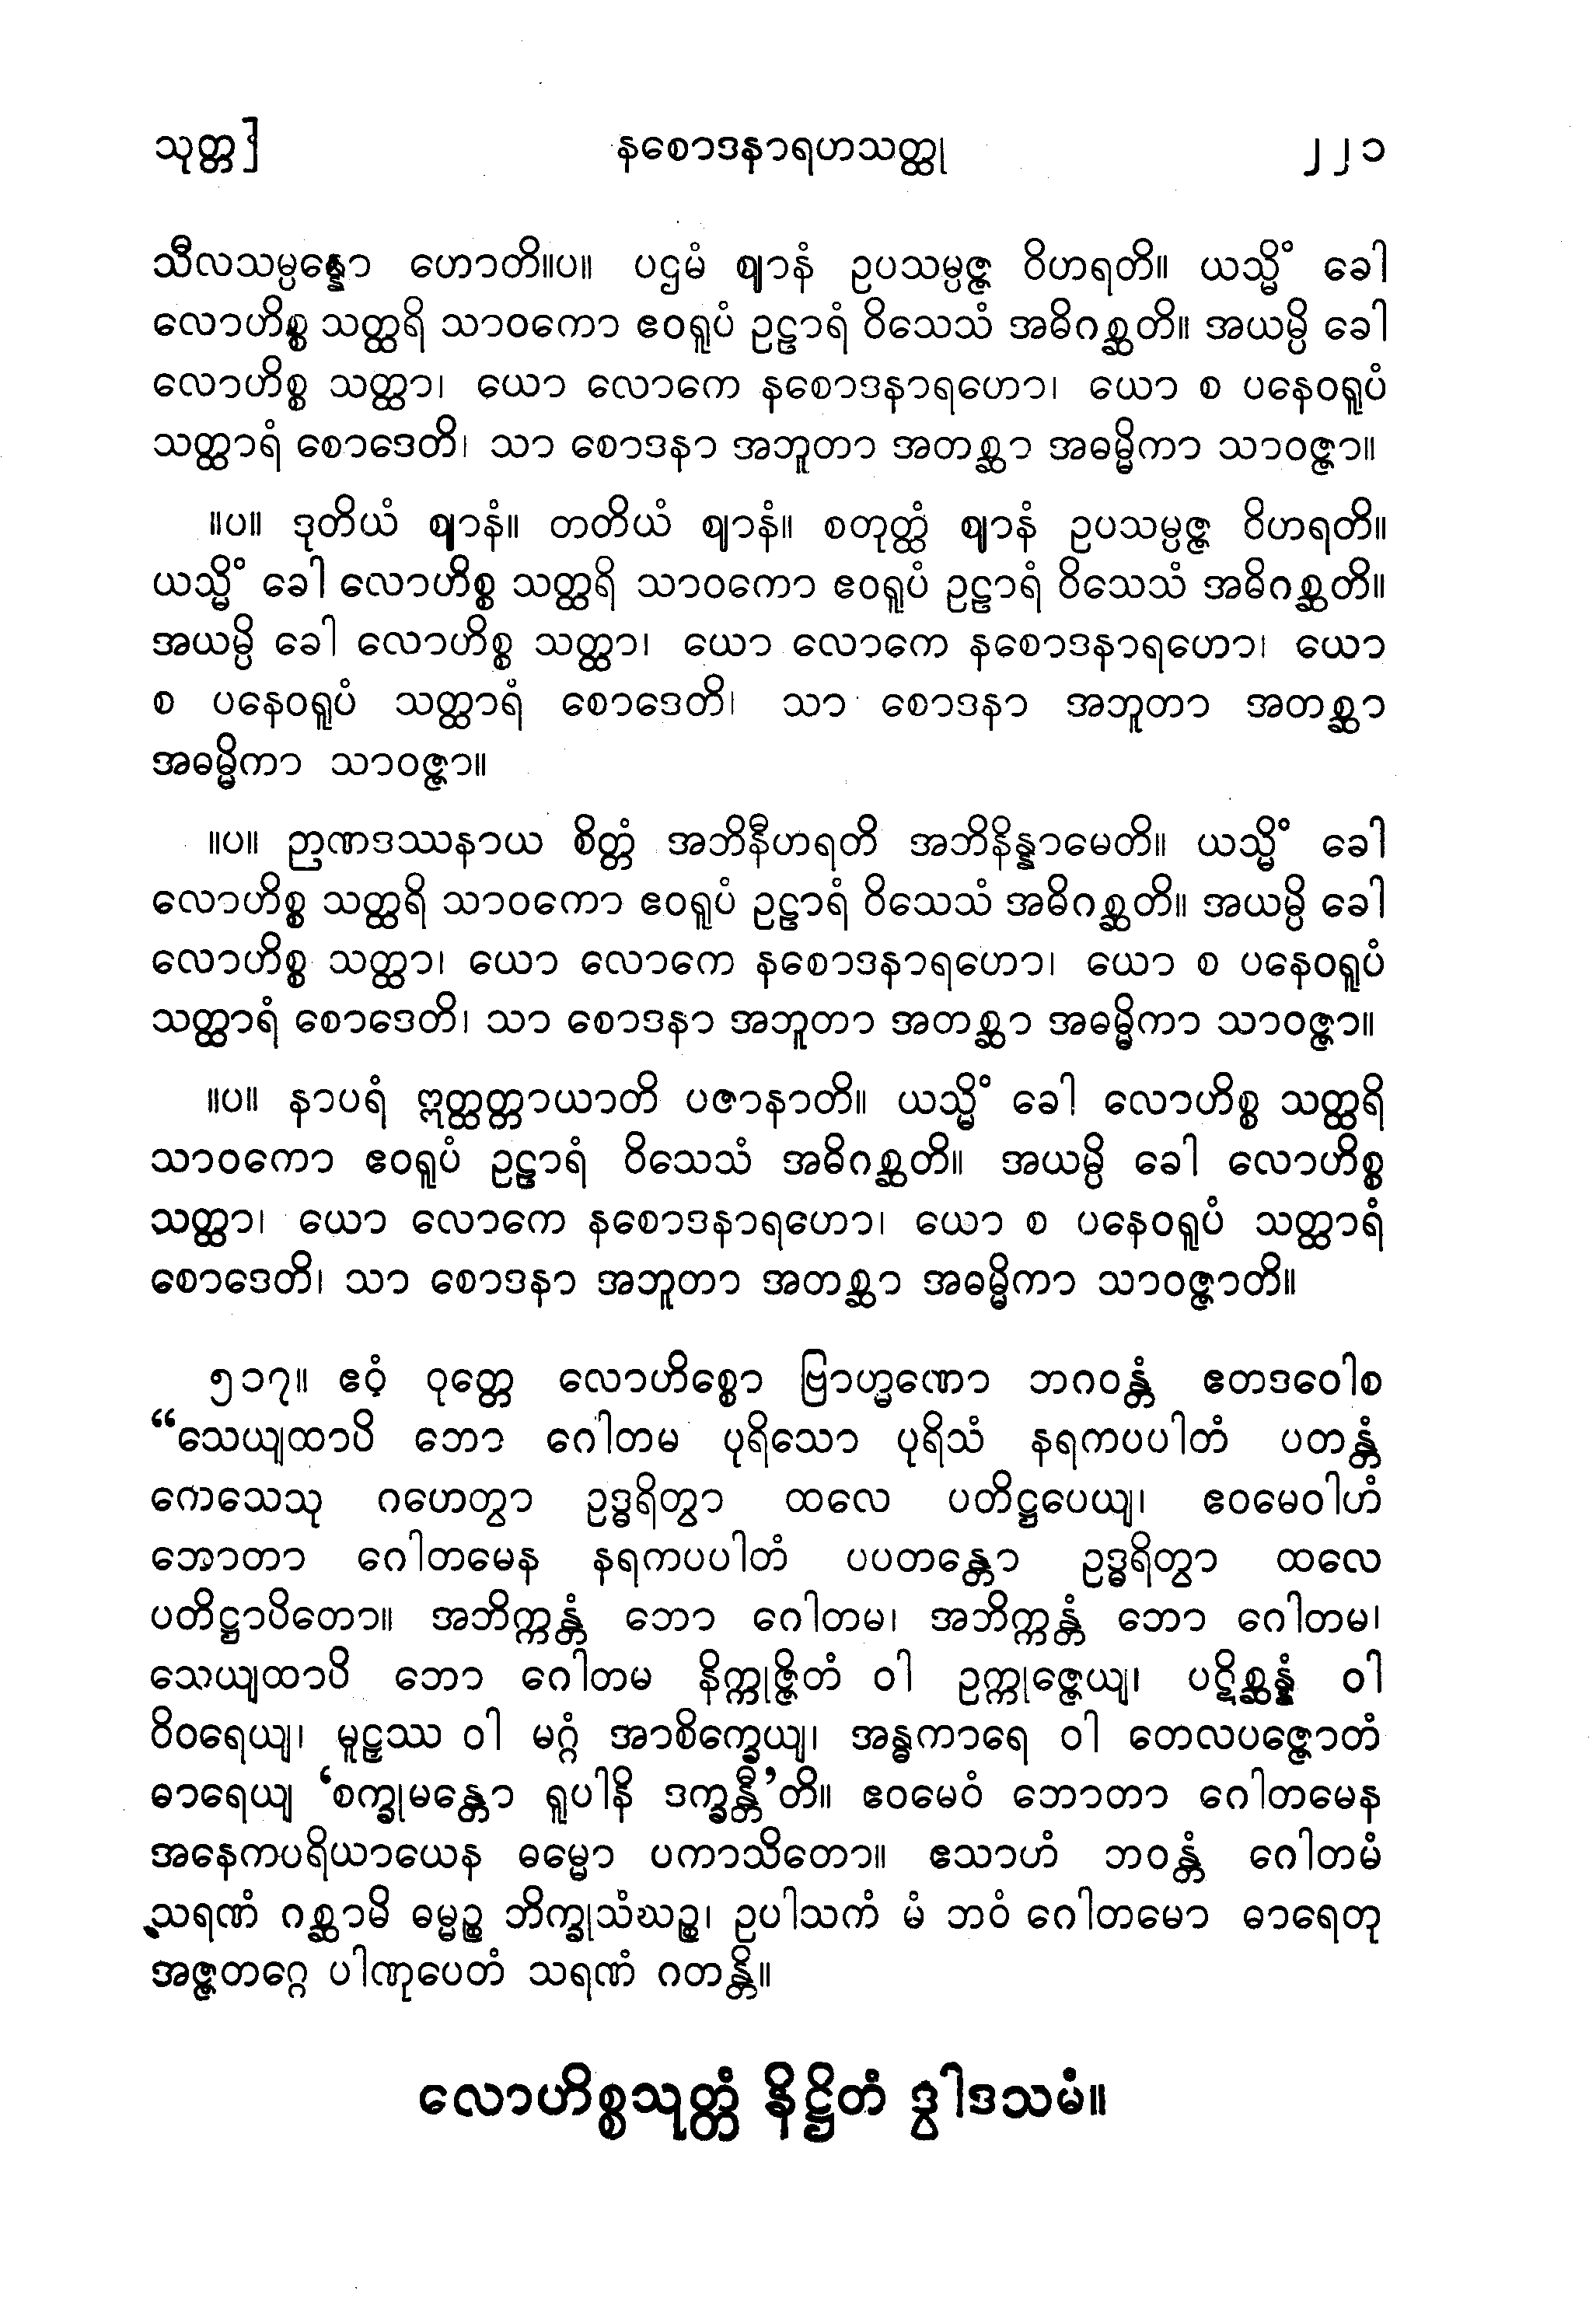 သုတ္တ] နစောဒနာရဟသတ္ထု ၂၂၁
သီလသမ္ပန္နော ဟောတိ။ပ။ ပဌမံ ဈာနံ ဥပသမ္ပဇ္ဇ ဝိဟရတိ။ ယသ္မိံ ခေါ
လောဟိစ္စ သတ္ထရိ သာဝကော ဧဝရူပံ ဥဠာရံ ဝိသေသံ အဓိဂစ္ဆတိ။ အယမ္ပိ ခေါ
လောဟိစ္စ သတ္ထာ၊ ယော လောကေ နစောဒနာရဟော၊ ယော စ ပနေဝရူပံ
သတ္ထာရံ စောဒေတိ၊ သာ စောဒနာ အဘူတာ အတစ္ဆာ အဓမ္မိကာ သာဝဇ္ဇာ။
။ပ။ ဒုတိယံ ဈာနံ။ တတိယံ ဈာနံ။ စတုတ္ထံ ဈာနံ ဥပသမ္ပဇ္ဇ ဝိဟရတိ။
ယသ္မိံ ခေါ လောဟိစ္စ သတ္ထရိ သာဝကော ဧဝရူပံ ဥဠာရံ ဝိသေသံ အဓိဂစ္ဆတိ။
အယမ္ပိ ခေါ လောဟိစ္စ သတ္ထာ၊ ယော လောကေ နစောဒနာရဟော၊ ယော
စ ပနေဝရူပံ သတ္ထာရံ စောဒေတိ၊ သာ စောဒနာ အဘူတာ အတစ္ဆာ
အဓမ္မိကာ သာဝဇ္ဇာ။
။ပ။ ဉာဏဒဿနာယ စိတ္တံ အဘိနီဟရတိ အဘိနိန္နာမေတိ။ ယသ္မိံ ခေါ
လောဟိစ္စ သတ္ထရိ သာဝကော ဧဝရူပံ ဥဠာရံ ဝိသေသံ အဓိဂစ္ဆတိ။ အယမ္ပိ ခေါ
လောဟိစ္စ သတ္ထာ၊ ယော လောကေ နစောဒနာရဟော၊ ယော စ ပနေဝရူပံ
သတ္ထာရံ စောဒေတိ၊ သာ စောဒနာ အဘူတာ အတစ္ဆာ အဓမ္မိကာ သာဝဇ္ဇာ။
။ပ။ နာပရံ ဣတ္ထတ္တာယာတိ ပဇာနာတိ။ ယသ္မိံ ခေါ လောဟိစ္စ သတ္ထရိ
သာဝကော ဧဝရူပံ ဥဠာရံ ဝိသေသံ အဓိဂစ္ဆတိ။ အယမ္ပိ ခေါ လောဟိစ္စ
သတ္ထာ၊ ယော လောကေ နစောဒနာရဟော၊ ယော စ ပနေဝရူပံ သတ္ထာရံ
စောဒေတိ၊ သာ စောဒနာ အဘူတာ အတစ္ဆာ အဓမ္မိကာ သာဝဇ္ဇာတိ။
၅၁၇။ ဧဝံ ဝုတ္တေ လောဟိစ္စော ဗြာဟ္မဏော ဘဂဝန္တံ ဧတဒဝေါစ
“သေယျထာပိ ဘော ဂေါတမ ပုရိသော ပုရိသံ နရကပပါတံ ပတန္တံ
ကေသေသု ဂဟေတွာ ဥဒ္ဓရိတွာ ထလေ ပတိဋ္ဌပေယျ၊ ဧဝမေဝါဟံ
ဘောတာ ဂေါတမေန နရကပပါတံ ပပတန္တော ဥဒ္ဓရိတွာ ထလေ
ပတိဋ္ဌာပိတော။ အဘိက္ကန္တံ ဘော ဂေါတမ၊ အဘိက္ကန္တံ ဘော ဂေါတမ၊
သေယျထာပိ ဘော ဂေါတမ နိက္ကုဇ္ဇိတံ ဝါ ဥက္ကုဇ္ဇေယျ၊ ပဋိစ္ဆန္နံ ဝါ
ဝိဝရေယျ၊ မူဠှဿ ဝါ မဂ္ဂံ အာစိက္ခေယျ၊ အန္ဓကာရေ ဝါ တေလပဇ္ဇောတံ
ဓာရေယျ ‘စက္ခုမန္တော ရူပါနိ ဒက္ခန္တီ’တိ။ ဧဝမေဝံ ဘောတာ ဂေါတမေန
အနေကပရိယာယေန ဓမ္မော ပကာသိတော။ ဧသာဟံ ဘဝန္တံ ဂေါတမံ
သရဏံ ဂစ္ဆာမိ ဓမ္မဉ္စ ဘိက္ခုသံဃဉ္စ၊ ဥပါသကံ မံ ဘဝံ ဂေါတမော ဓာရေတု
အဇ္ဇတဂ္ဂေ ပါဏုပေတံ သရဏံ ဂတန္တိ။
လောဟိစ္စသုတ္တံ နိဋ္ဌိတံ ဒွါဒသမံ။